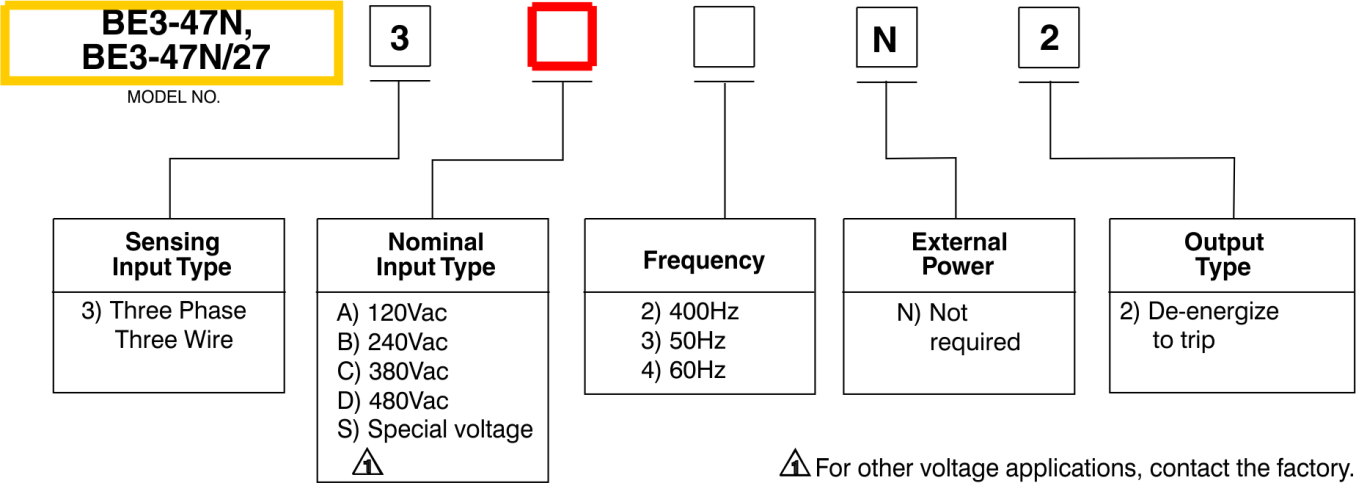 BE3-47N,
BE3-47N/27
MODEL NO.
3
N
2
Sensing
Input Type
3) Three Phase
Three Wire
Nominal
Input Type
A) 120Vac
B) 240Vac
C) 380Vac
D) 480Vac
S) Special voltage
1
Frequency
2) 400Hz
3) 50Hz
4) 60Hz
External
Power
N) Not
required
Output
Type
2) De-energize
to trip
1 For other voltage applications, contact the factory.